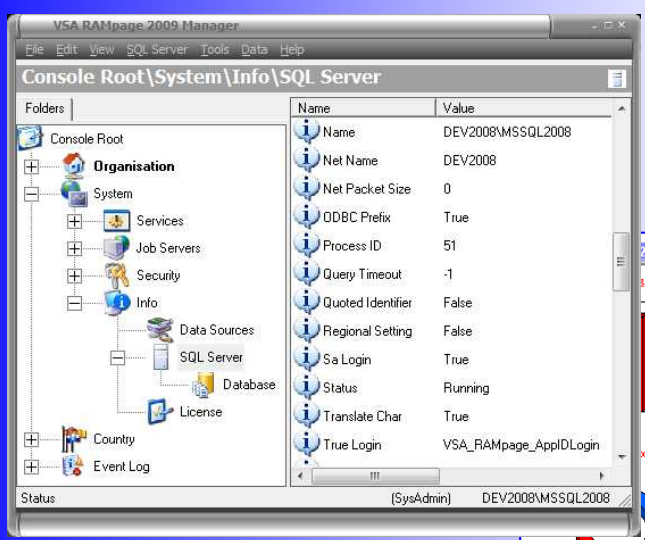 VSA RAMpage 2009 Manager
File Edit View SQL Server Tools Data Help
Console Root\System\Info\SQL Server
Folders
Console Root
Organisation
System
Services
Job Servers
Security
Info
Data Sources
SQL Server
Database
License
Country
Event Log
Name Value
Name DEV2008\MSSQL2008
Net Name DEV2008
Net Packet Size 0
ODBC Prefix True
Process ID 51
Query Timeout -1
Quoted Identifier False
Regional Setting False
Sa Login True
Status Running
Translate Char True
True Login VSA_RAMpage_AppIDLogin
Status (SysAdmin) DEV2008\MSSQL2008